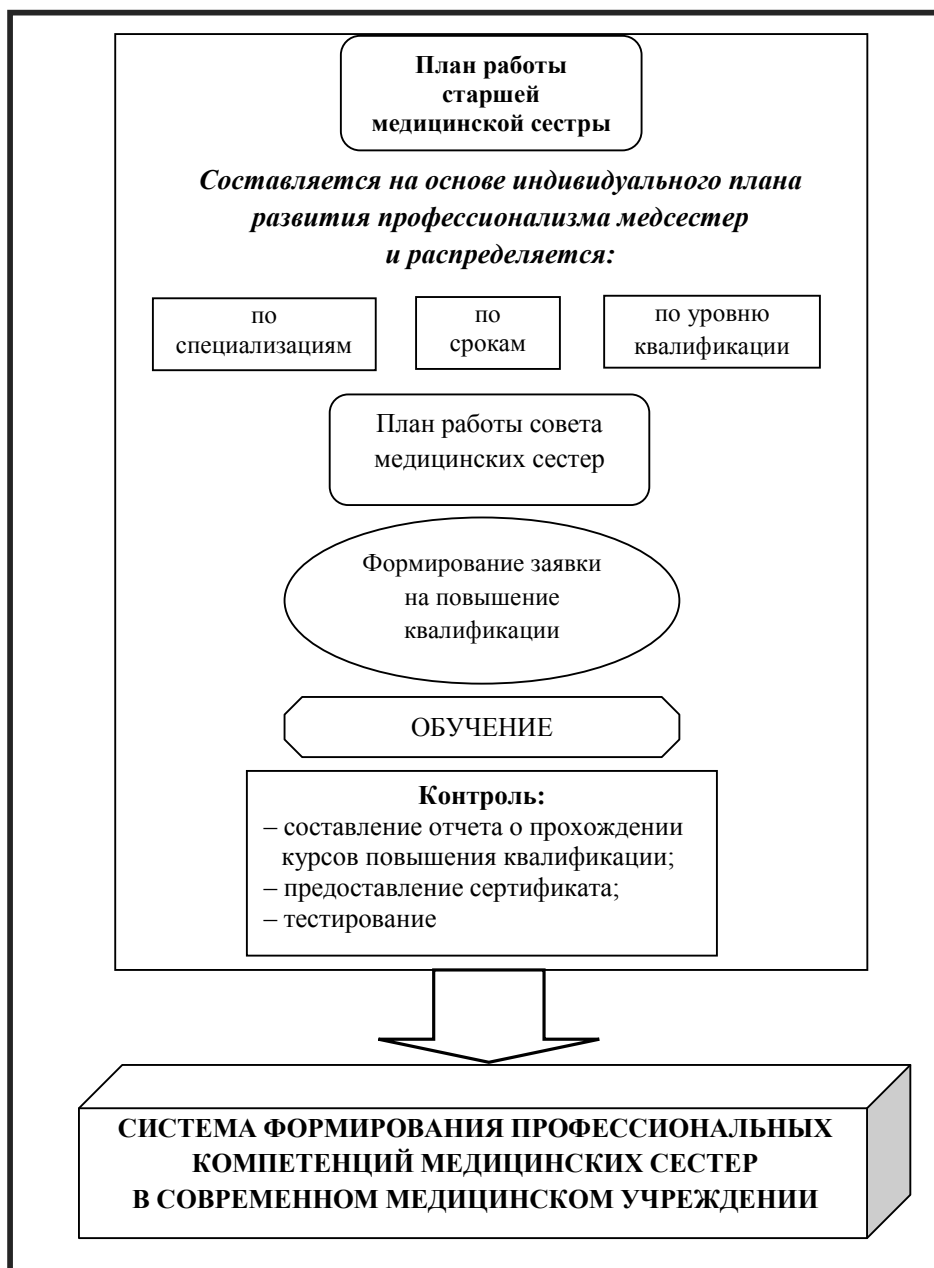 План работы
старшей
медицинской сестры
Составляется на основе индивидуального плана
развития профессионализма медсестер
и распределяется:
по
специализациям
по
срокам
по уровню
квалификации
План работы совета
медицинских сестер
Формирование заявки
на повышение
квалификации
ОБУЧЕНИЕ
Контроль:
– составление отчета о прохождении
курсов повышения квалификации;
– предоставление сертификата;
– тестирование
СИСТЕМА ФОРМИРОВАНИЯ ПРОФЕССИОНАЛЬНЫХ
КОМПЕТЕНЦИЙ МЕДИЦИНСКИХ СЕСТЕР
В СОВРЕМЕННОМ МЕДИЦИНСКОМ УЧРЕЖДЕНИИ